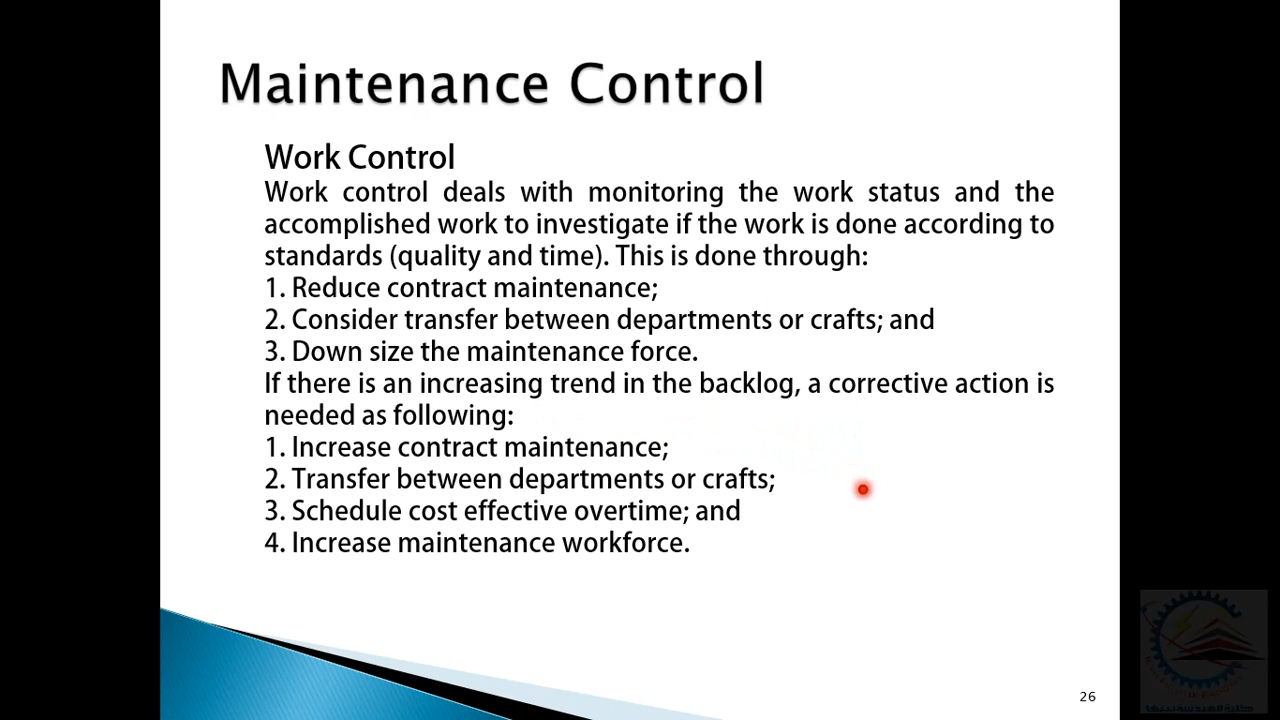 Maintenance Control
Work Control
Work control deals with monitoring the work status and the
accomplished work to investigate if the work is done according to
standards (quality and time). This is done through:
1. Reduce contract maintenance;
2. Consider transfer between departments or crafts; and
3. Down size the maintenance force.
If there is an increasing trend in the backlog, a corrective action is
needed as following:
1. Increase contract maintenance;
2. Transfer between departments or crafts;
3. Schedule cost effective overtime; and
4. Increase maintenance workforce.
26